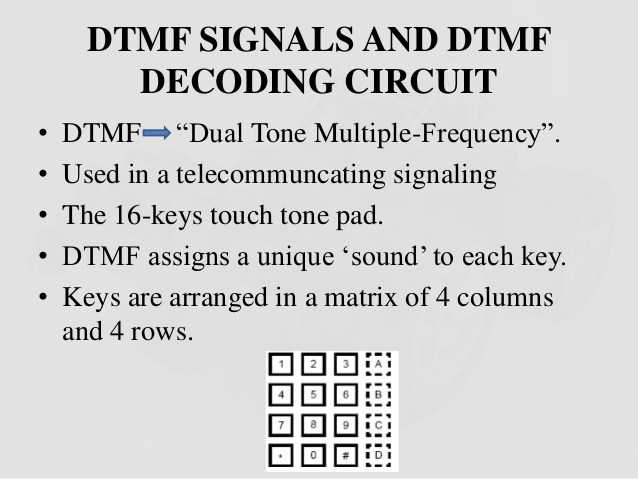 DTMF SIGNALS AND DTMF
DECODING CIRCUIT
• DTMF “Dual Tone Multiple-Frequency”.
• Used in a telecommuncating signaling
• The 16-keys touch tone pad.
• DTMF assigns a unique ‘sound’ to each key.
• Keys are arranged in a matrix of 4 columns
and 4 rows.
1 2 3 A
4 5 6 B
7 8 9 C
* 0 # D